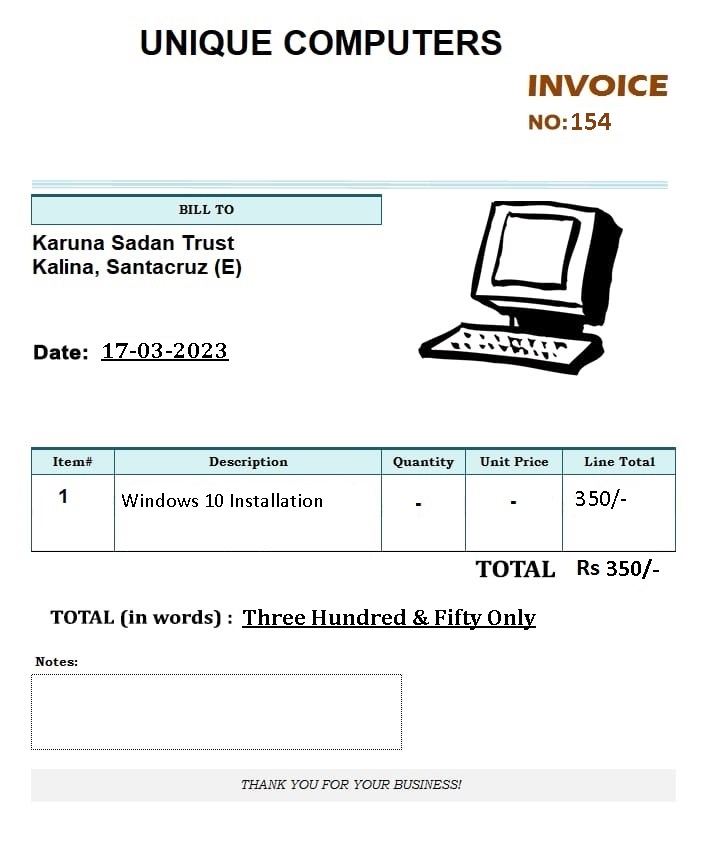 UNIQUE COMPUTERS
INVOICE
NO:154
BILL TO
Karuna Sadan Trust
Kalina, Santacruz (E)
Date: 17-03-2023
Item# Description Quantity Unit Price Line Total
1 Windows 10 Installation - - 350/-
TOTAL Rs 350/-
TOTAL (in words) : Three Hundred & Fifty Only
Notes:
THANK YOU FOR YOUR BUSINESS!